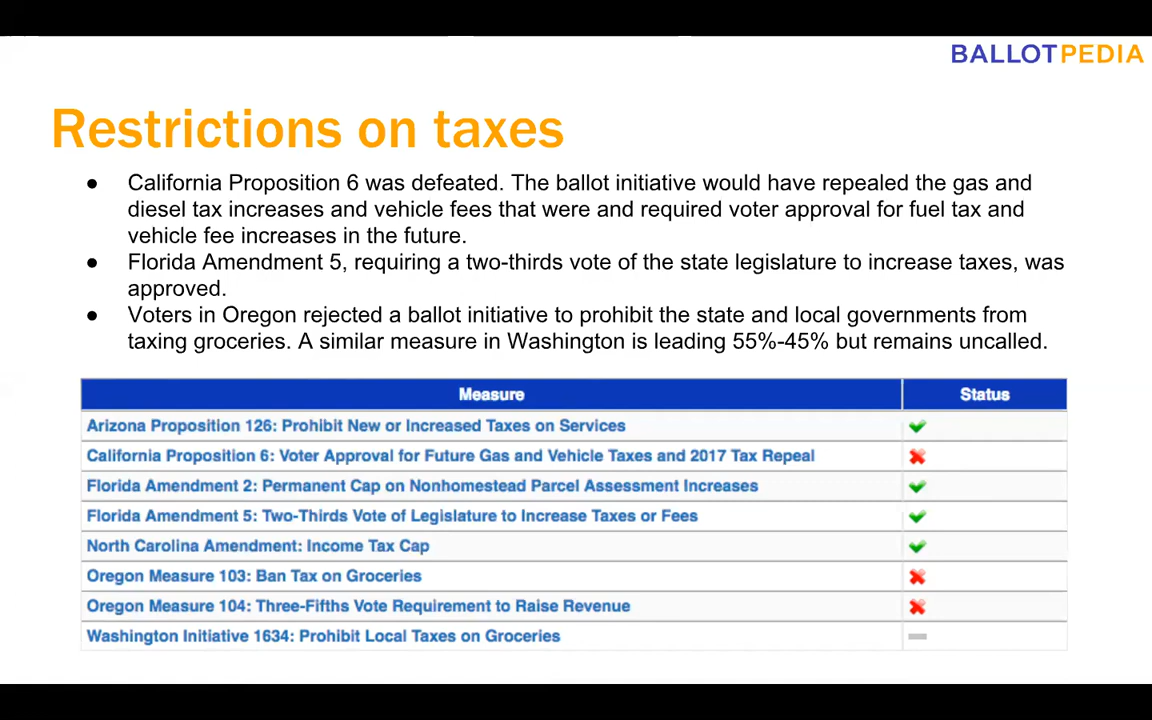 BALLOTPEDIA
Restrictions on taxes
● California Proposition 6 was defeated. The ballot initiative would have repealed the gas and
diesel tax increases and vehicle fees that were and required voter approval for fuel tax and
vehicle fee increases in the future.
● Florida Amendment 5, requiring a two-thirds vote of the state legislature to increase taxes, was
approved.
● Voters in Oregon rejected a ballot initiative to prohibit the state and local governments from
taxing groceries. A similar measure in Washington is leading 55%-45% but remains uncalled.
Measure Status
Arizona Proposition 126: Prohibit New or Increased Taxes on Services
California Proposition 6: Voter Approval for Future Gas and Vehicle Taxes and 2017 Tax Repeal
Florida Amendment 2: Permanent Cap on Nonhomestead Parcel Assessment Increases
Florida Amendment 5: Two-Thirds Vote of Legislature to Increase Taxes or Fees
North Carolina Amendment: Income Tax Cap
Oregon Measure 103: Ban Tax on Groceries
Oregon Measure 104: Three-Fifths Vote Requirement to Raise Revenue
Washington Initiative 1634: Prohibit Local Taxes on Groceries